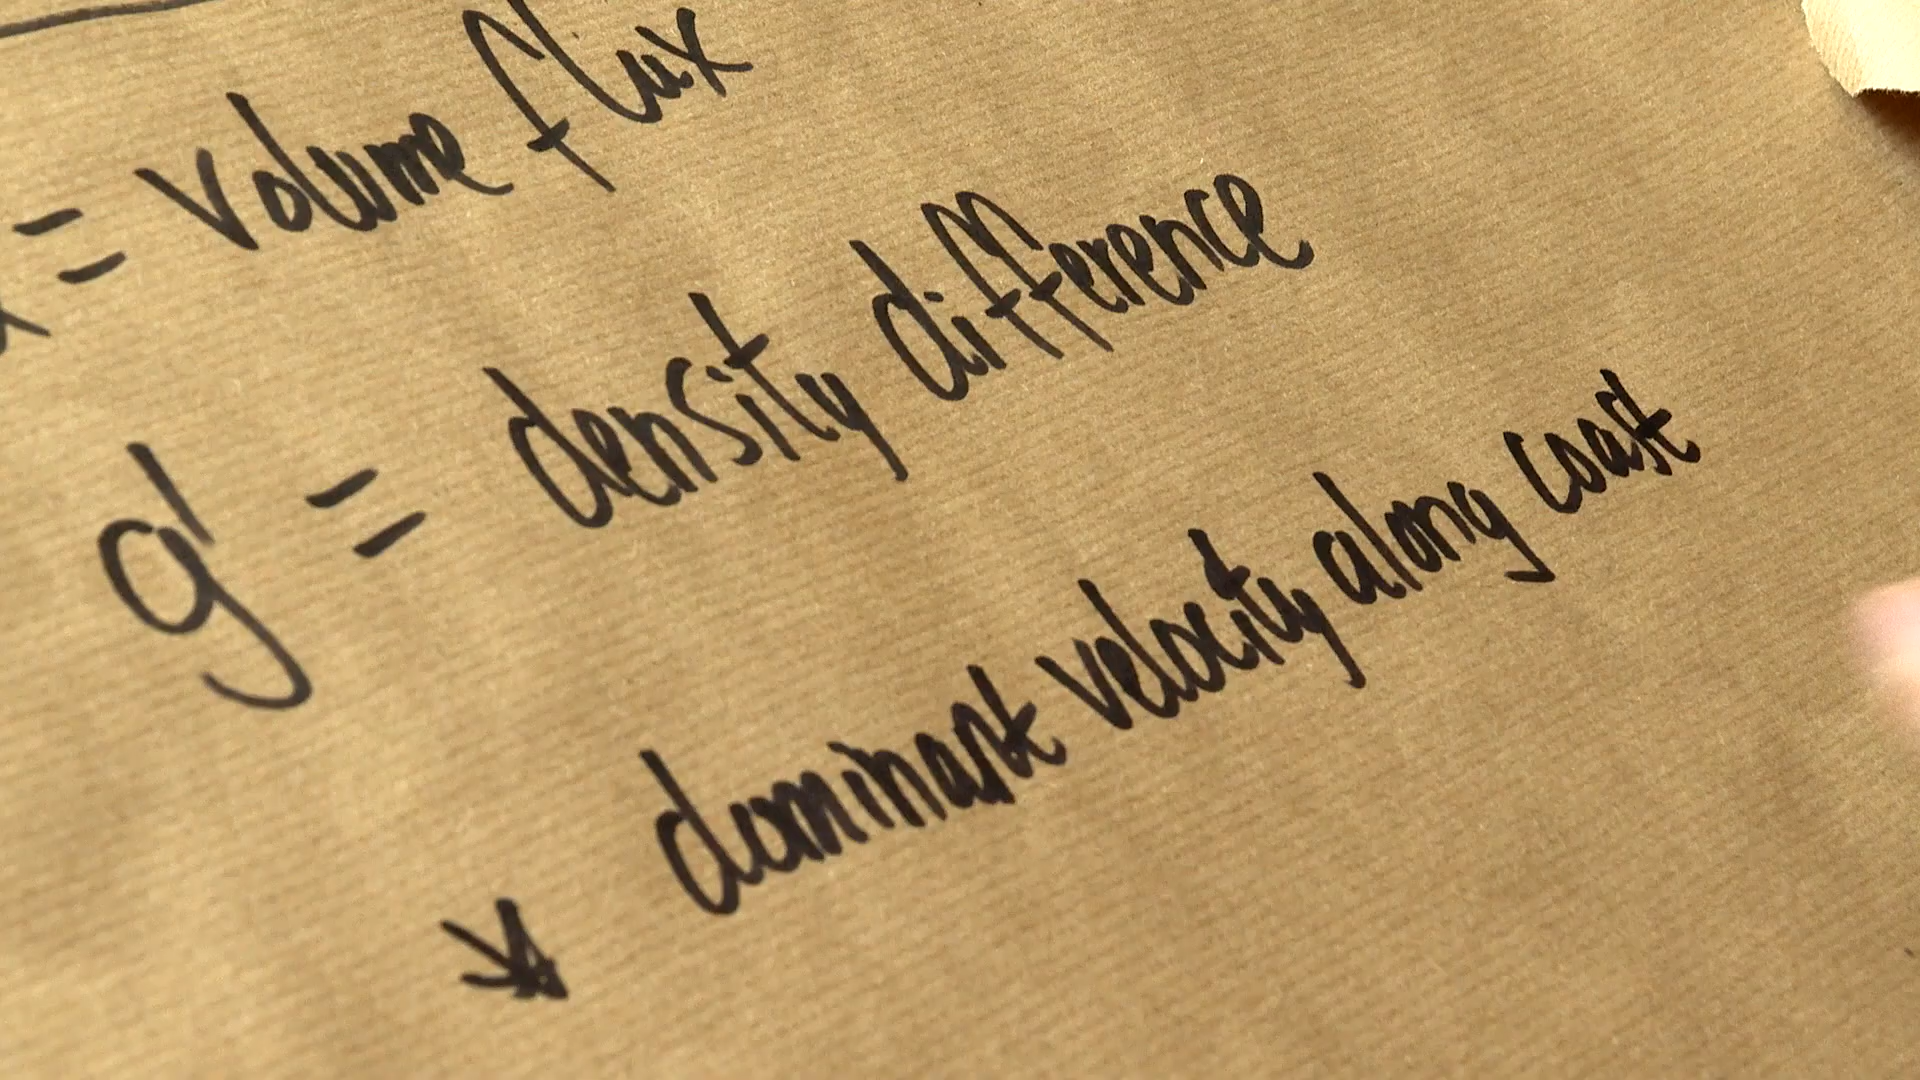 = volume flux
g' = density difference
dominant velocity along coast